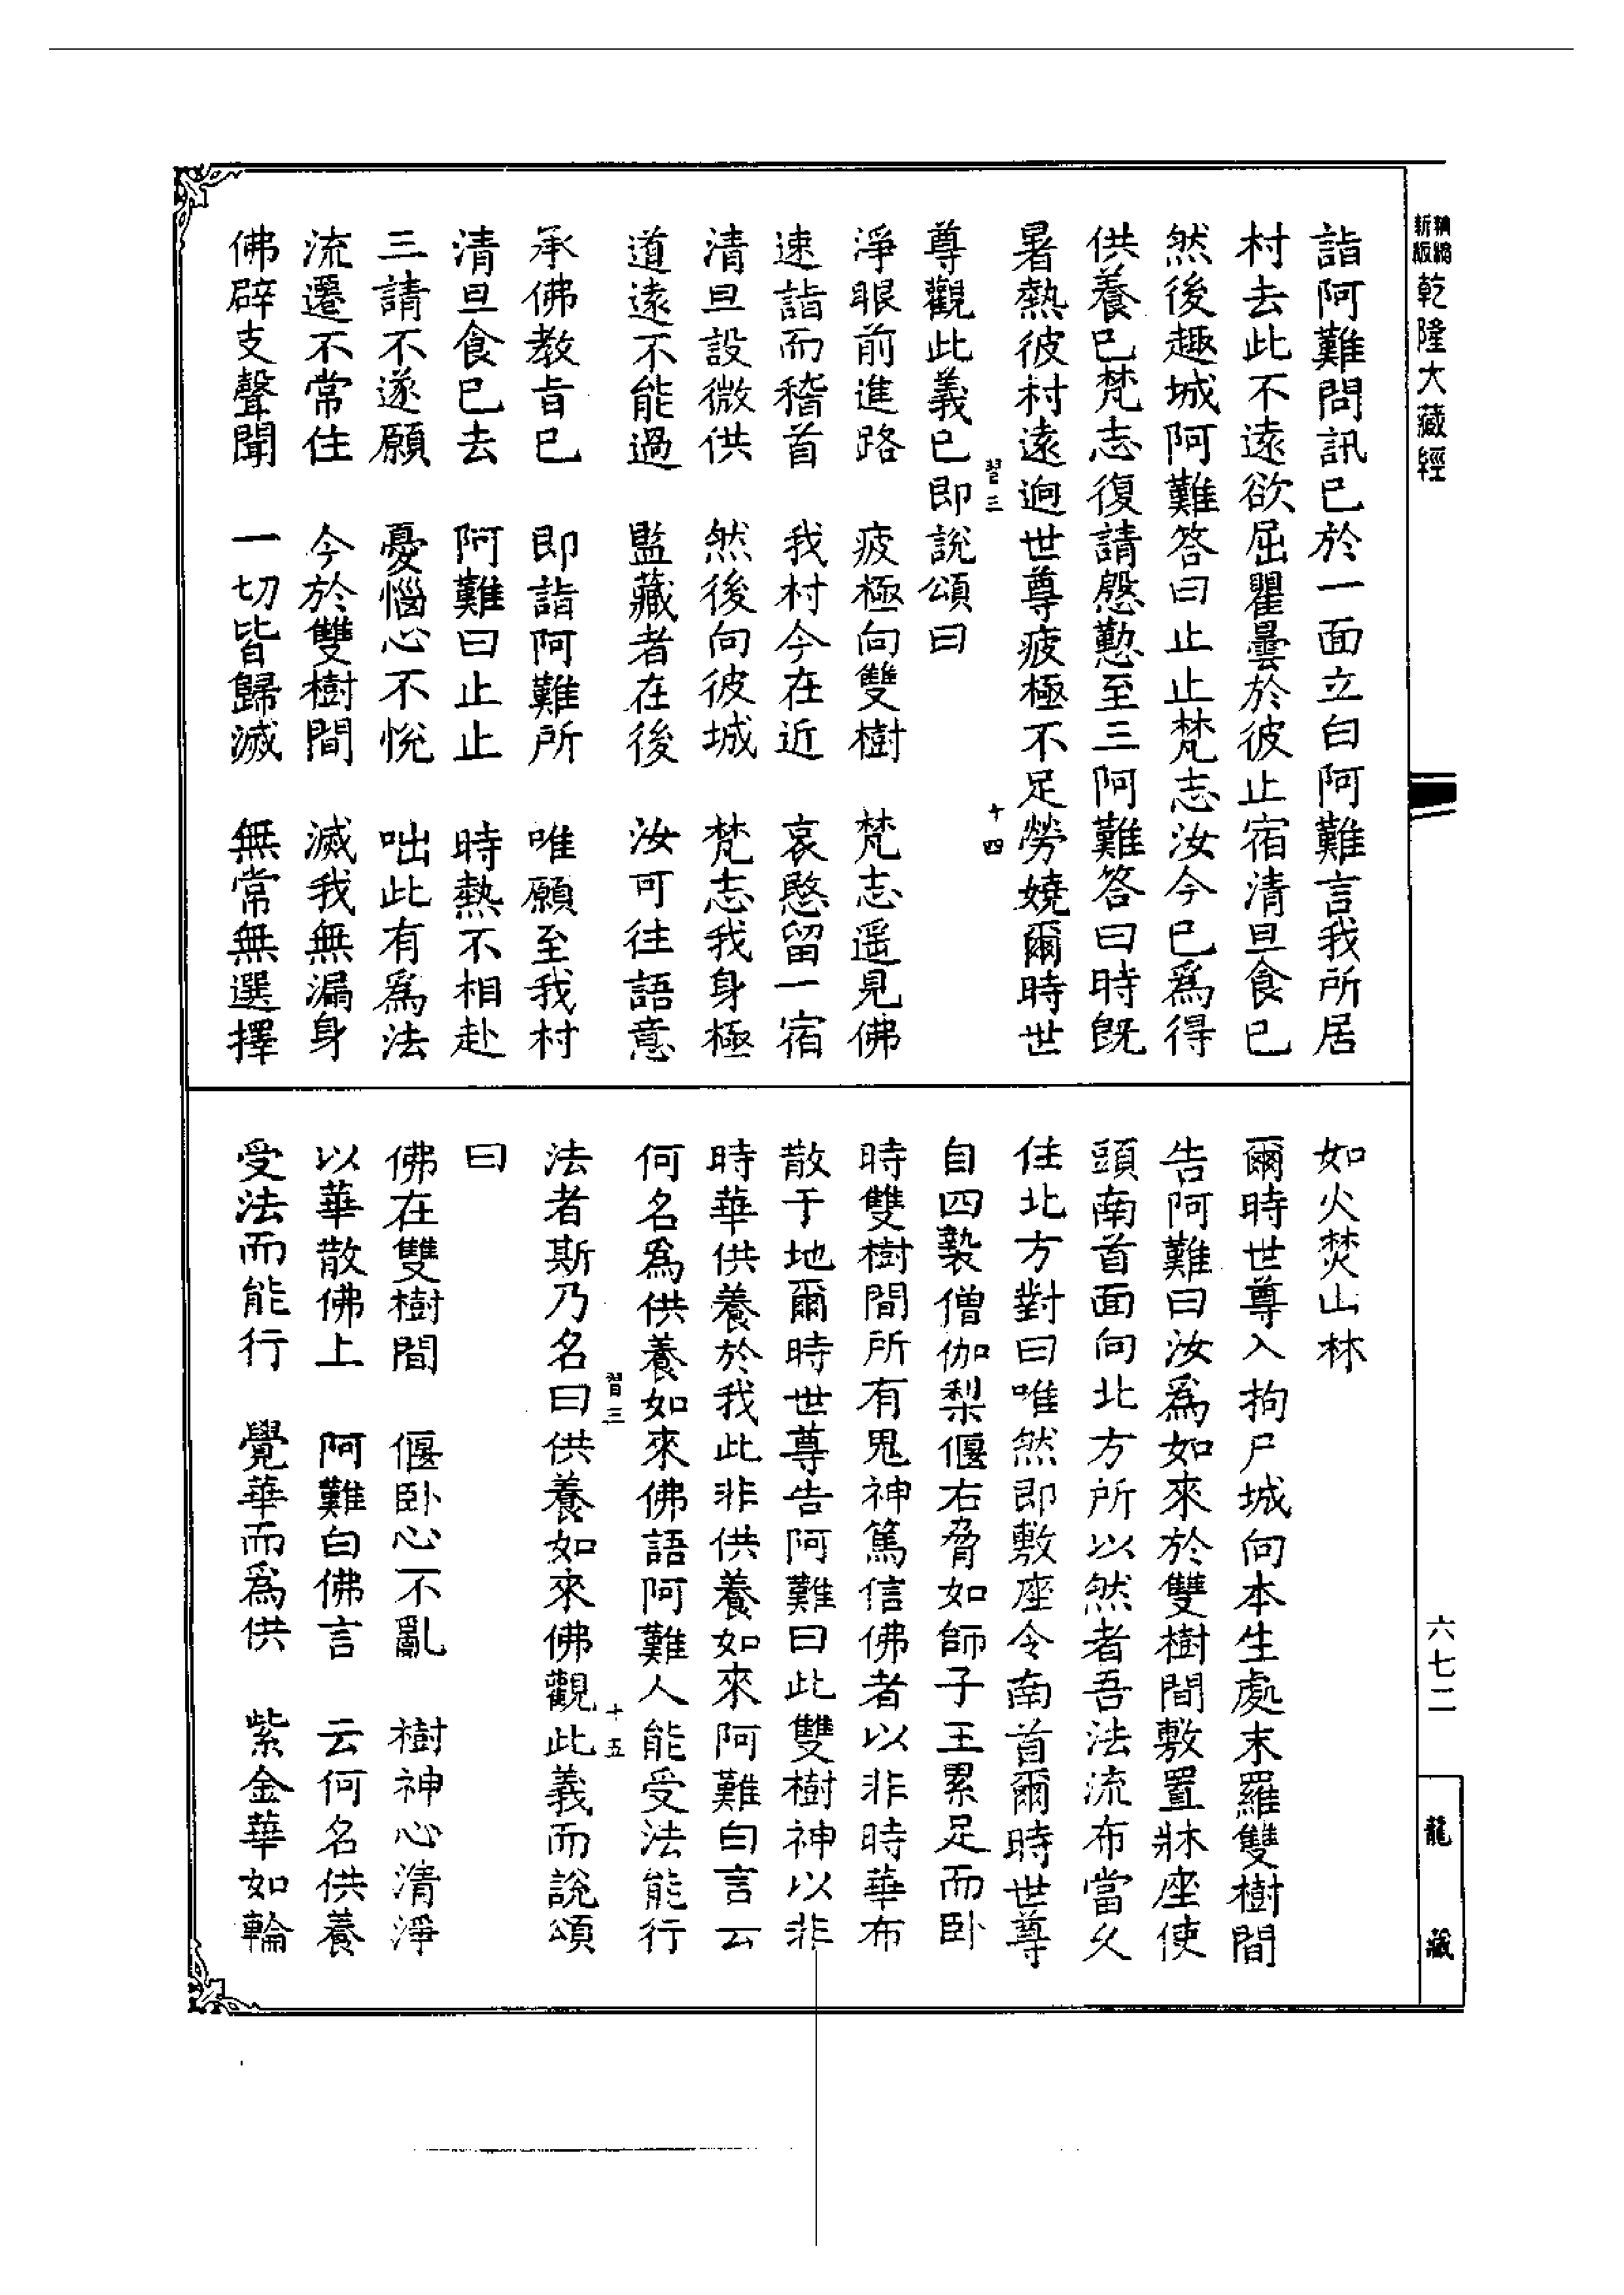 精縮新版乾隆大藏經
詣阿難問訊已於一面立白阿難言我所居
村去此不遠欲屈瞿曇於彼止宿清旦食已
然後趣城阿難答曰止止梵志汝今已為得
供養已梵志復請慇懃至三阿難答曰時既
暑熱彼村遠逈世尊疲極不足勞嬈爾時世
習三
十四
尊觀此義已即說頌曰
淨眼前進路 疲極向雙樹 梵志遥見佛
速詣而稽首 我村今在近 哀愍留一宿
清旦設微供 然後向彼城 梵志我身極
道遠不能過 監藏者在後 汝可往語意
承佛教旨已 即詣阿難所 唯願至我村
清旦食已去 阿難曰止止 時熱不相赴
三請不遂願 憂惱心不悅 咄此有為法
流遷不常住 今於雙樹間 滅我無漏身
佛辟支聲聞 一切皆歸滅 無常無選擇
如火焚山林
爾時世尊入拘尸城向本生處末羅雙樹間
告阿難曰汝為如來於雙樹間敷置牀座使
頭南首面向北方所以然者吾法流布當久
住北方對曰唯然即敷座令南首爾時世尊
自四褺僧伽梨偃右脅如師子王累足而卧
時雙樹間所有鬼神篤信佛者以非時華布
散于地爾時世尊告阿難曰此雙樹神以非
時華供養於我此非供養如來阿難白言云
何名為供養如來佛語阿難人能受法能行
習三
十五
法者斯乃名曰供養如來佛觀此義而說頌
曰
佛在雙樹間 偃卧心不亂 樹神心清淨
以華散佛上 阿難白佛言 云何名供養
受法而能行 覺華而為供 紫金華如輪
六七二
龍藏